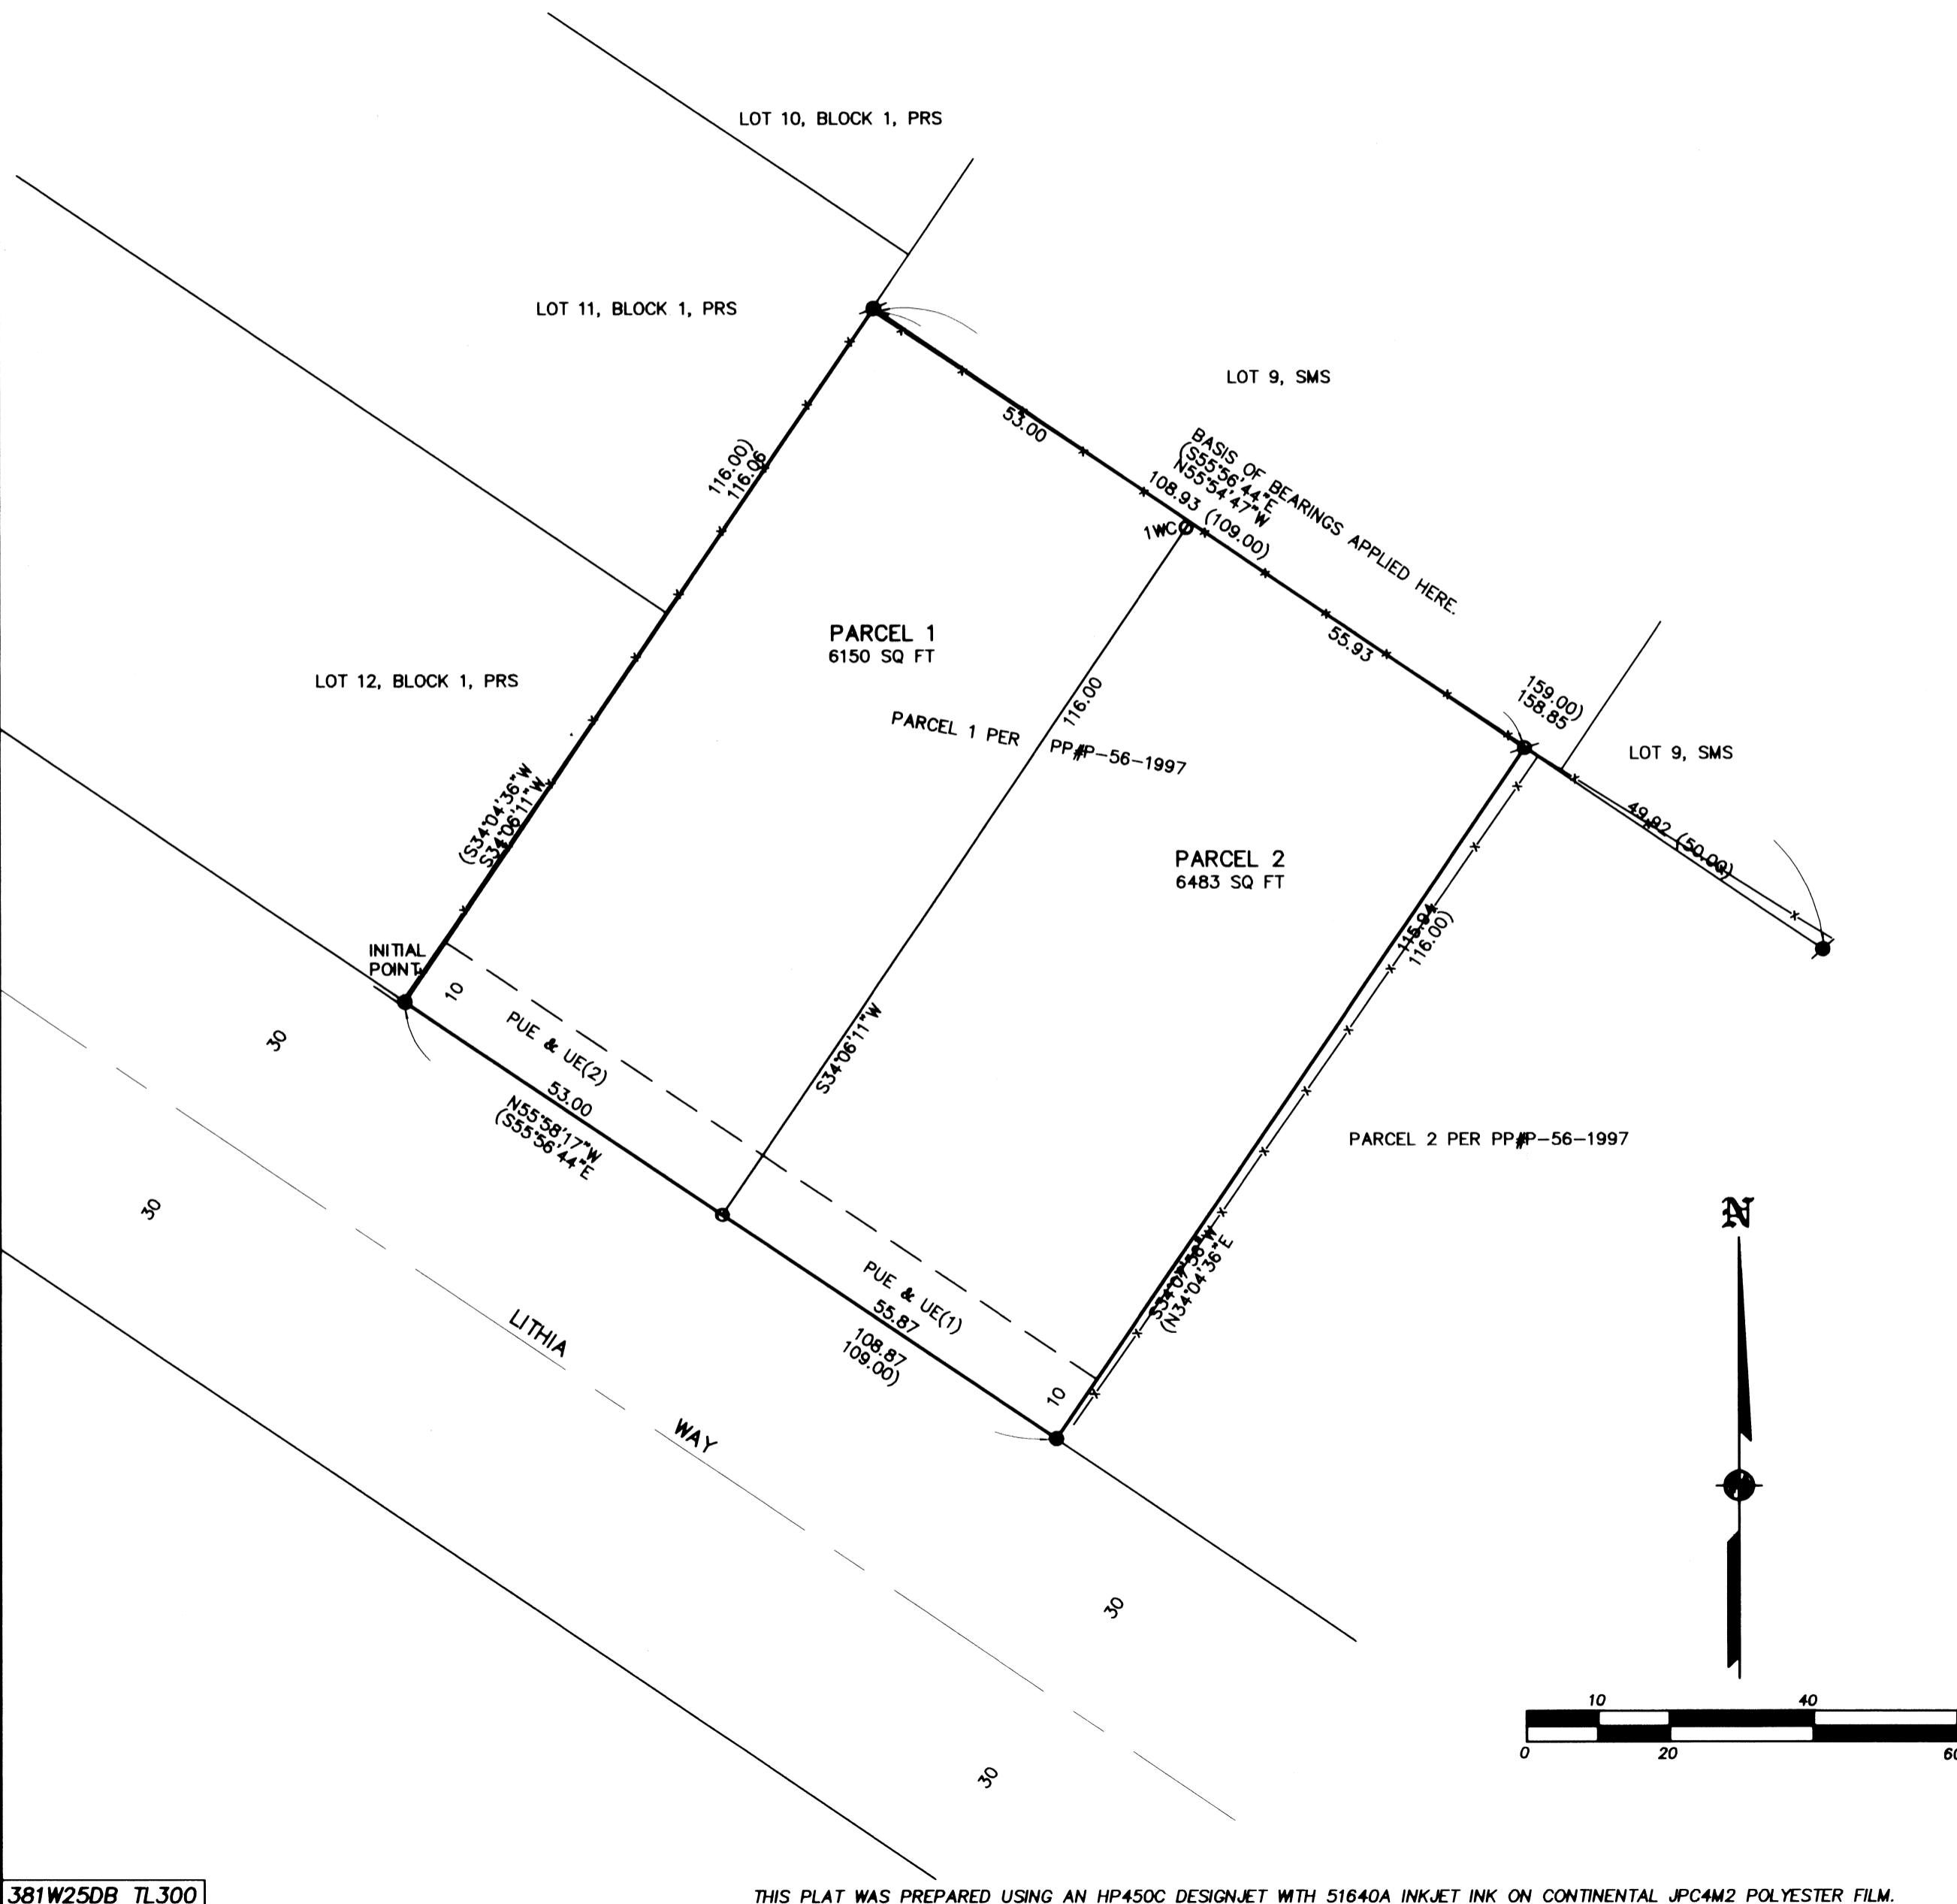 LOT 10, BLOCK 1, PRS
LOT 11, BLOCK 1, PRS
LOT 9, SMS
53.00
BASIS OF BEARINGS APPLIED HERE.
(S55°56'44"E
N55°54'47"W
108.93 (109.00)
116.00)
116.06
1WC
PARCEL 1
6150 SQ FT
55.93
LOT 12, BLOCK 1, PRS
159.00)
158.85
116.00
PARCEL 1 PER PP#P-56-1997
LOT 9, SMS
(S34°04'36"W
S34°06'11"W
49.92 (50.00)
PARCEL 2
6483 SQ FT
115.94
116.00)
INITIAL
POINT
10
30
PUE & UE(2)
S34°06'11"W
53.00
N55°58'17"W
(S55°56'44"E
PARCEL 2 PER PP#P-56-1997
30
N
S34°07'56"W
(N34°04'36"E
PUE & UE(1)
55.87
108.87
109.00)
LITHIA
WAY
10
30
30
10
40
0
20
60
381W25DB TL300
THIS PLAT WAS PREPARED USING AN HP450C DESIGNJET WITH 51640A INKJET INK ON CONTINENTAL JPC4M2 POLYESTER FILM.